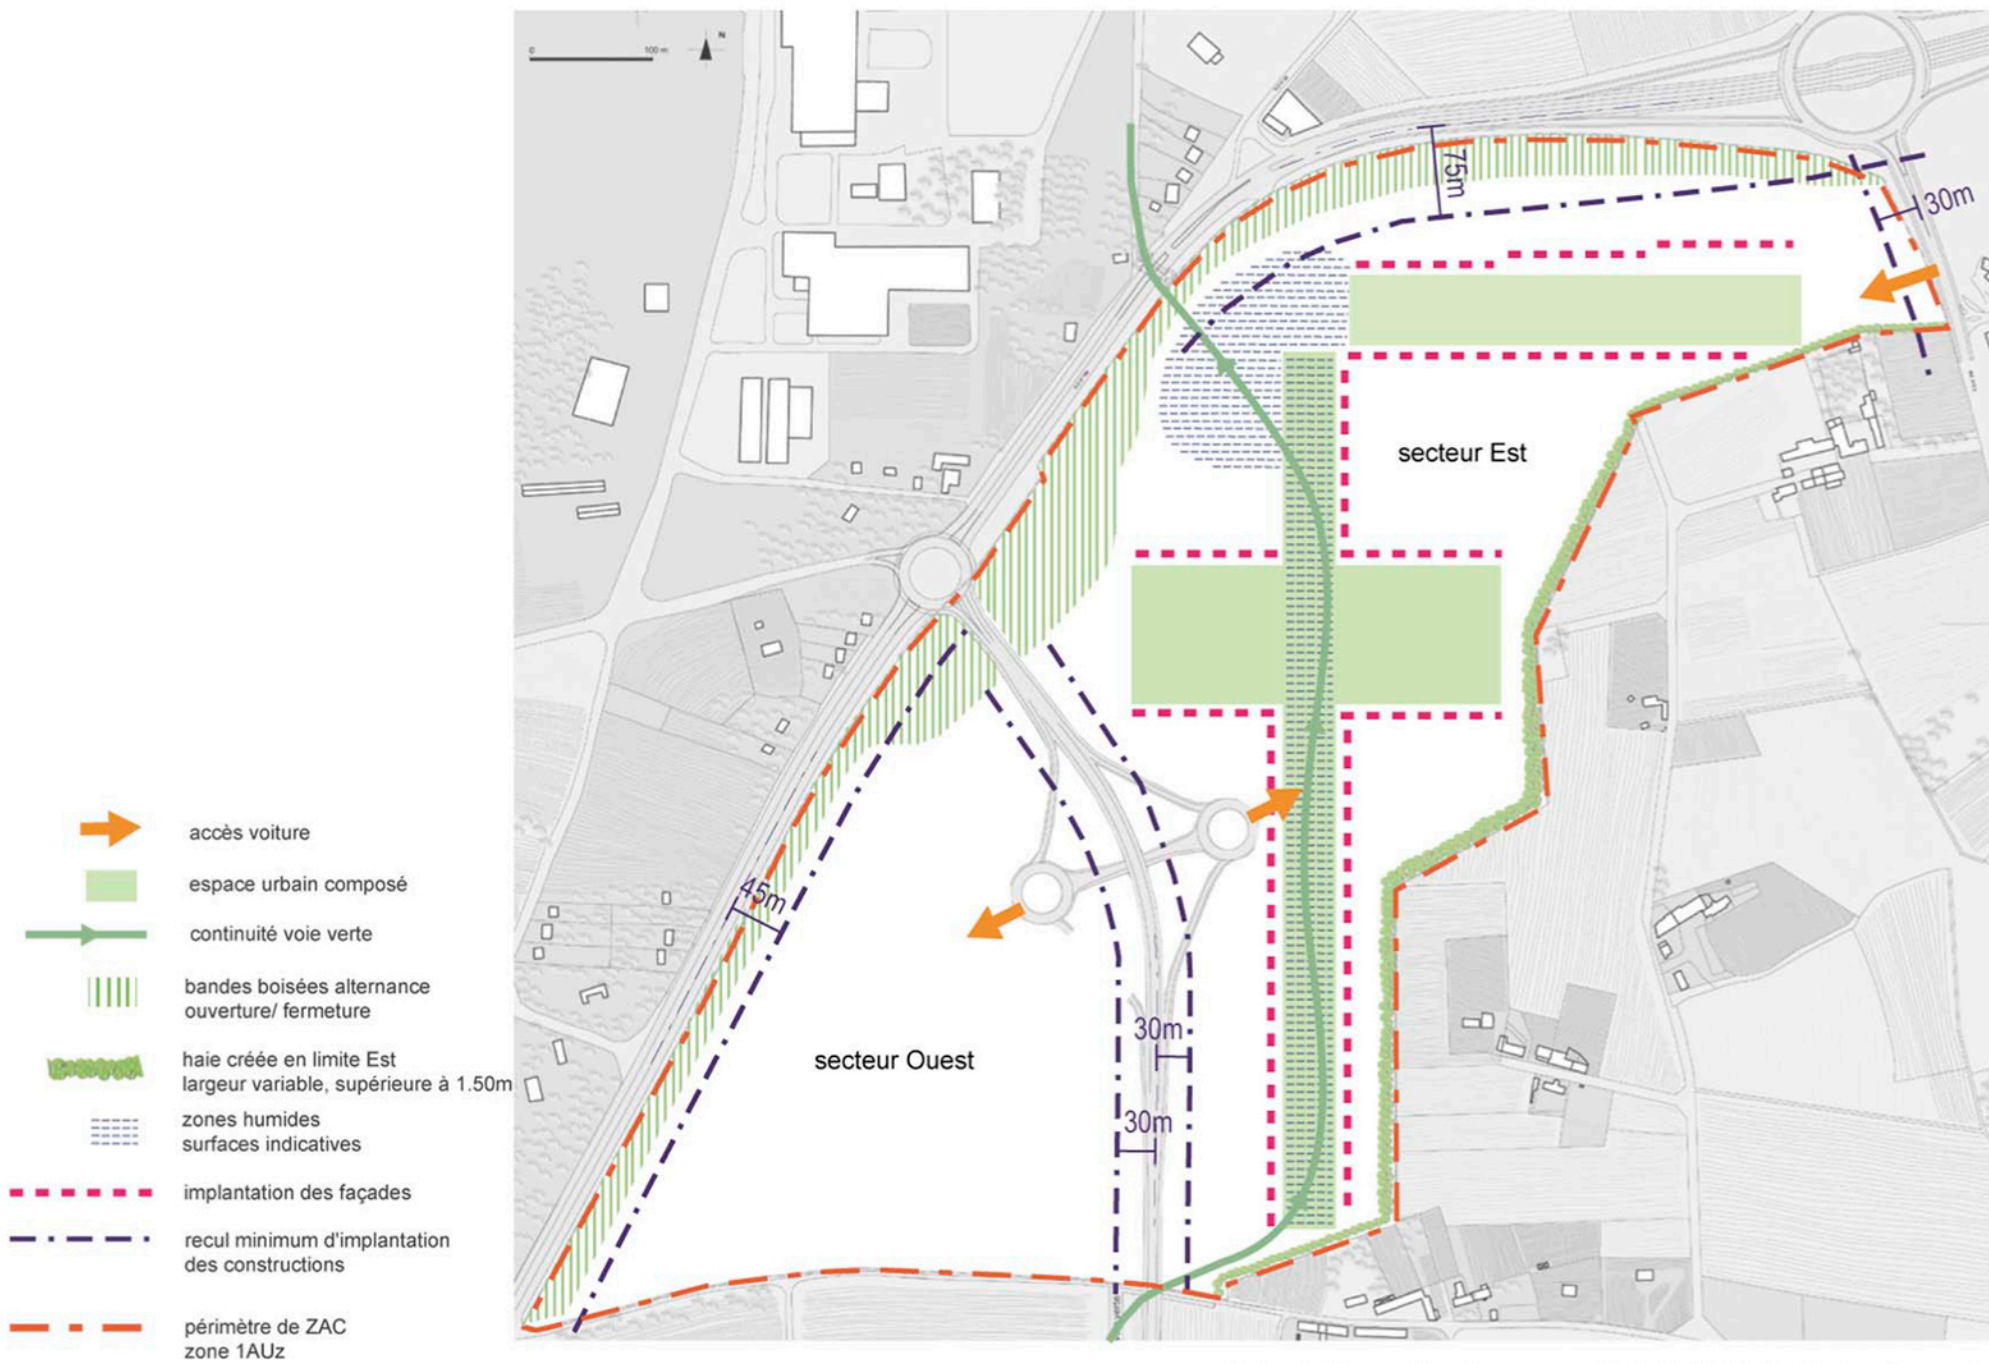 0 100 m N
75m
30m
secteur Est
accès voiture
espace urbain composé
45m
continuité voie verte
bandes boisées alternance
ouverture/ fermeture
30m
haie créée en limite Est
largeur variable, supérieure à 1.50m
secteur Ouest
zones humides
surfaces indicatives
30m
implantation des façades
recul minimum d'implantation
des constructions
périmètre de ZAC
zone 1AUz